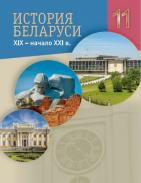 ИСТОРИЯ
БЕЛАРУСИ
XIX – начало XXI в.
11